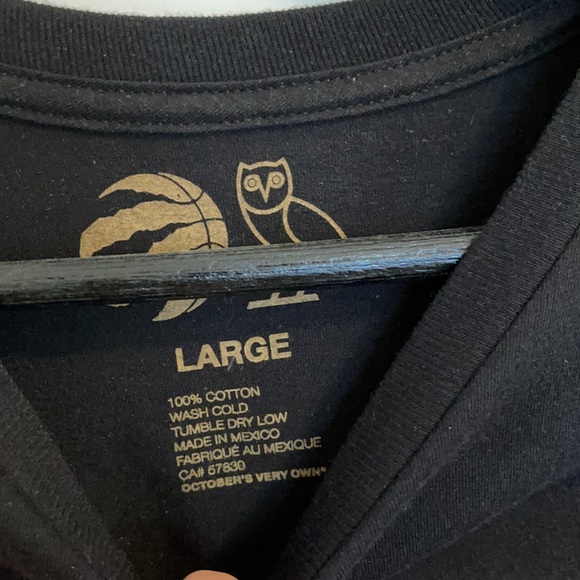 LARGE
100% COTTON
WASH COLD
TUMBLE DRY LOW
MADE IN MEXICO
FABRIQUÉ AU MEXIQUE
CA# 57830
OCTOBER'S VERY OWN®